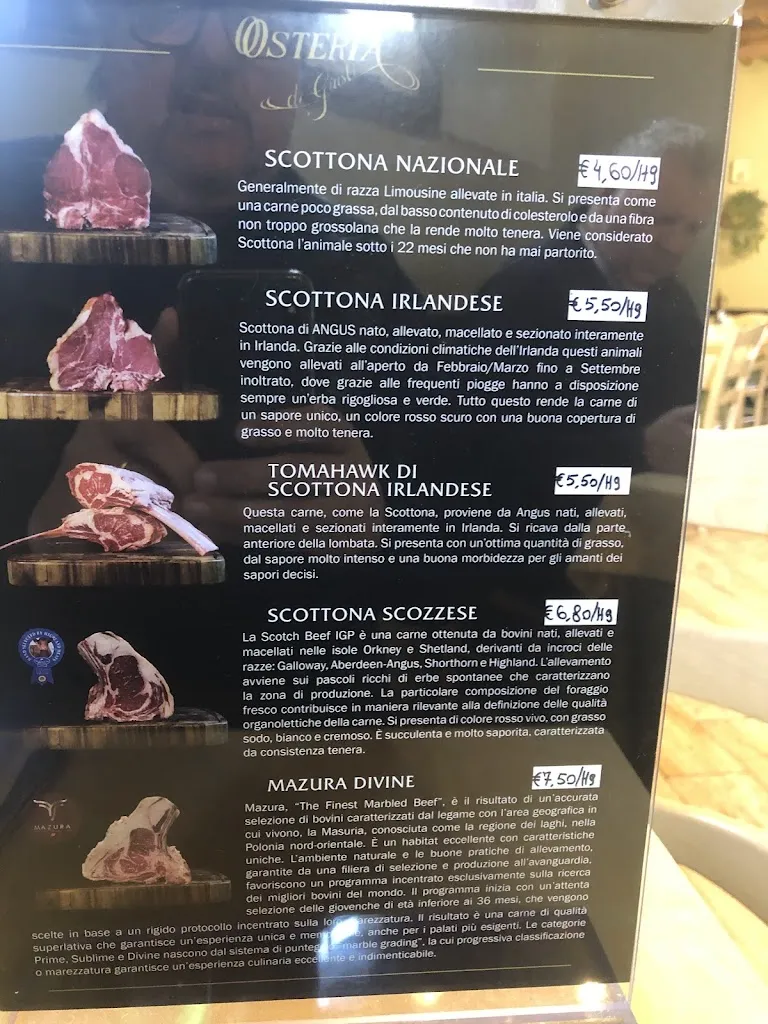 OSTERIA
de Giusti
SCOTTONA NAZIONALE
€4,60/Hg
Generalmente di razza Limousine allevate in italia. Si presenta come
una carne poco grassa, dal basso contenuto di colesterolo e da una fibra
non troppo grossolana che la rende molto tenera. Viene considerato
Scottona l'animale sotto i 22 mesi che non ha mai partorito.
SCOTTONA IRLANDESE
€5,50/Hg
Scottona di ANGUS nato, allevato, macellato e sezionato interamente
in Irlanda. Grazie alle condizioni climatiche dell'Irlanda questi animali
vengono allevati all'aperto da Febbraio/Marzo fino a Settembre
inoltrato, dove grazie alle frequenti piogge hanno a disposizione
sempre un'erba rigogliosa e verde. Tutto questo rende la carne di
un sapore unico, un colore rosso scuro con una buona copertura di
grasso e molto tenera.
TOMAHAWK DI
SCOTTONA IRLANDESE
€5,50/Hg
Questa carne, come la Scottona, proviene da Angus nati, allevati,
macellati e sezionati interamente in Irlanda. Si ricava dalla parte
anteriore della lombata. Si presenta con un'ottima quantità di grasso,
dal sapore molto intenso e una buona morbidezza per gli amanti dei
sapori decisi.
SCOTTONA SCOZZESE
€6,80/Hg
La Scotch Beef IGP è una carne ottenuta da bovini nati, allevati e
macellati nelle isole Orkney e Shetland, derivanti da incroci delle
razze: Galloway, Aberdeen-Angus, Shorthorn e Highland. L'allevamento
avviene sui pascoli ricchi di erbe spontanee che caratterizzano
la zona di produzione. La particolare composizione del foraggio
fresco contribuisce in maniera rilevante alla definizione delle qualità
organolettiche della carne. Si presenta di colore rosso vivo, con grasso
sodo, bianco e cremoso. È succulenta e molto saporita, caratterizzata
da consistenza tenera.
MAZURA DIVINE
€7,50/Hg
MAZURA
Mazura, "The Finest Marbled Beef", è il risultato di un'accurata
selezione di bovini caratterizzati dal legame con l'area geografica in
cui vivono, la Masuria, conosciuta come la regione dei laghi, nella
Polonia nord-orientale. È un habitat eccellente con caratteristiche
uniche. L'ambiente naturale e le buone pratiche di allevamento,
garantite da una filiera di selezione e produzione all'avanguardia,
favoriscono un programma incentrato esclusivamente sulla ricerca
dei migliori bovini del mondo. Il programma inizia con un'attenta
selezione delle giovenche di età inferiore ai 36 mesi, che vengono
scelte in base a un rigido protocollo incentrato sulla loro marezzatura. Il risultato è una carne di qualità
superlativa che garantisce un'esperienza unica e anche per i palati più esigenti. Le categorie
Prime, Sublime e Divine nascono dal sistema di "marble grading", la cui progressiva classificazione
o marezzatura garantisce un'esperienza culinaria eccellente e indimenticabile.